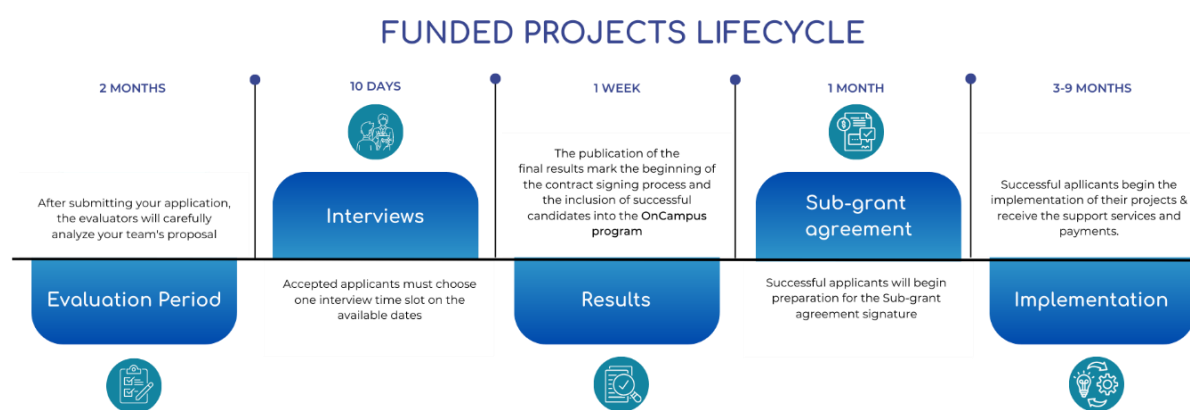 FUNDED PROJECTS LIFECYCLE
2 MONTHS
After submitting your application,
the evaluators will carefully
analyze your team's proposal
Evaluation Period
10 DAYS
Interviews
Accepted applicants must choose
one interview time slot on the
available dates
1 WEEK
The publication of the
final results mark the beginning of
the contract signing process and
the inclusion of successful
candidates into the OnCampus
program
Results
1 MONTH
Sub-grant
agreement
Successful applicants will begin
preparation for the Sub-grant
agreement signature
3-9 MONTHS
Successful apllicants begin the
implementation of their projects &
receive the support services and
payments.
Implementation